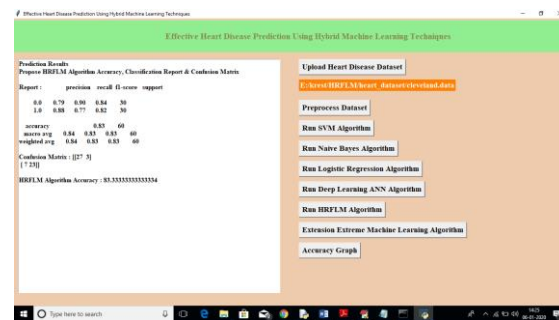 Effective Heart Disease Prediction Using Hybrid Machine Learning Techniques
Effective Heart Disease Prediction Using Hybrid Machine Learning Techniques
Prediction Results
Propose HRFLM Algorithm Accuracy, Classification Report & Confusion Matrix
Report : precision recall f1-score support
0.0 0.79 0.90 0.84 30
1.0 0.88 0.77 0.82 30
accuracy 0.83 60
macro avg 0.84 0.83 0.83 60
weighted avg 0.84 0.83 0.83 60
Confusion Matrix : [[27 3]
[ 7 23]]
HRFLM Algorithm Accuracy : 83.33333333333334
Upload Heart Disease Dataset
E:/krest/HRFLM/heart_dataset/cleveland.data
Preprocess Dataset
Run SVM Algorithm
Run Naive Bayes Algorithm
Run Logistic Regression Algorithm
Run Deep Learning ANN Algorithm
Run HRFLM Algorithm
Extension Extreme Machine Learning Algorithm
Accuracy Graph
Type here to search
14:25
06-01-2020